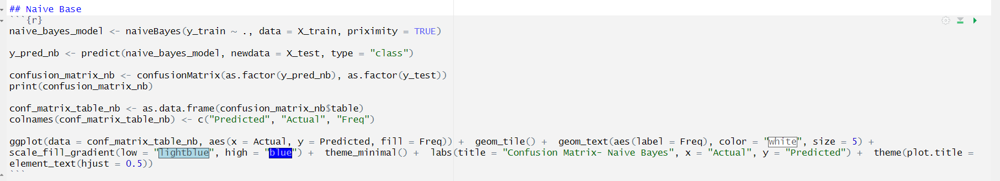 ## Naive Base
```{r}
naive_bayes_model <- naiveBayes(y_train ~ ., data = X_train, priximity = TRUE)
y_pred_nb <- predict(naive_bayes_model, newdata = X_test, type = "class")
confusion_matrix_nb <- confusionMatrix(as.factor(y_pred_nb), as.factor(y_test))
print(confusion_matrix_nb)
conf_matrix_table_nb <- as.data.frame(confusion_matrix_nb$table)
colnames(conf_matrix_table_nb) <- c("Predicted", "Actual", "Freq")
ggplot(data = conf_matrix_table_nb, aes(x = Actual, y = Predicted, fill = Freq)) +  geom_tile() +  geom_text(aes(label = Freq), color = "white", size = 5) +
scale_fill_gradient(low = "lightblue", high = "blue") +  theme_minimal() +  labs(title = "Confusion Matrix- Naive Bayes", x = "Actual", y = "Predicted") +  theme(plot.title =
element_text(hjust = 0.5))
```